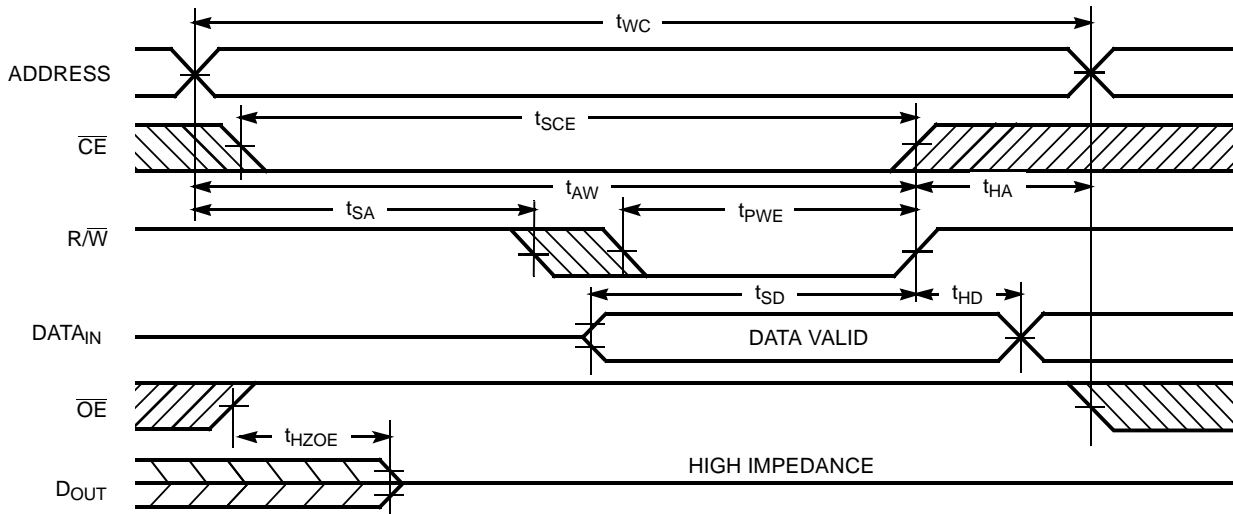 tWC
ADDRESS
tSCE
CE
tAW
tHA
tSA
tPWE
R/W
tSD
tHD
DATAIN
DATA VALID
OE
tHZOE
HIGH IMPEDANCE
DOUT